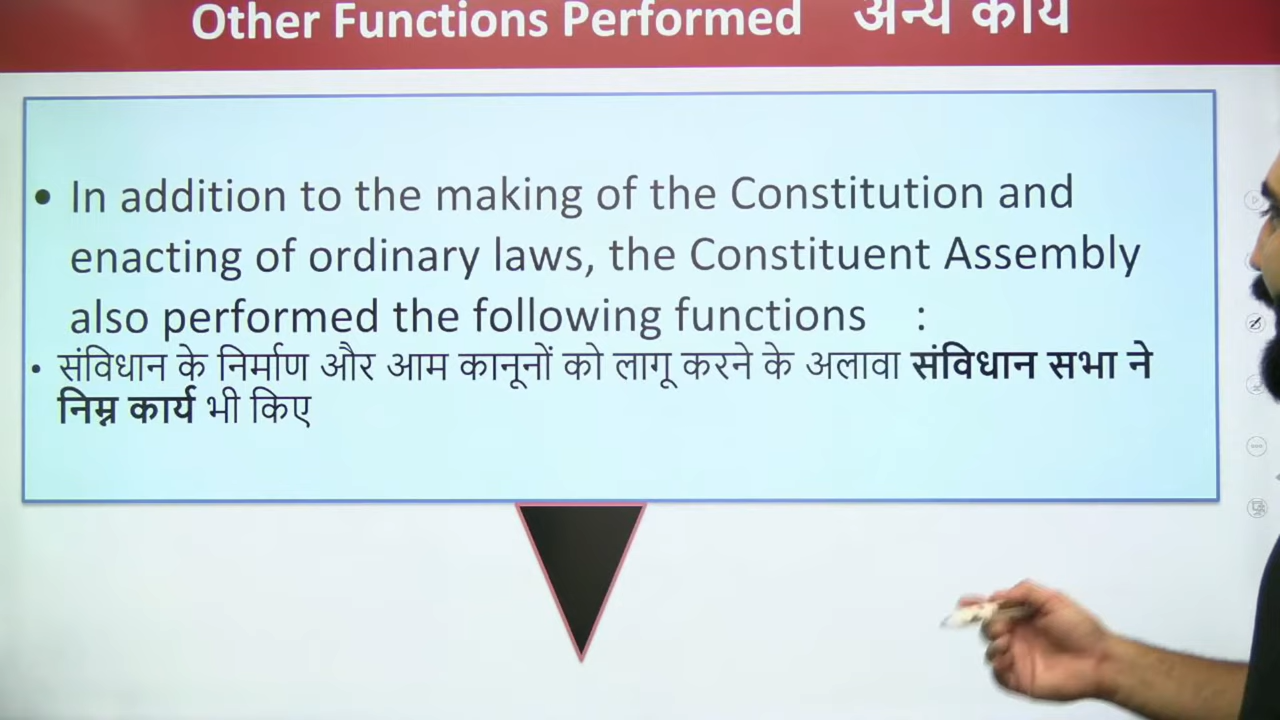 Other Functions Performed अन्य कार्य
• In addition to the making of the Constitution and
enacting of ordinary laws, the Constituent Assembly
also performed the following functions :
• संविधान के निर्माण और आम कानूनों को लागू करने के अलावा संविधान सभा ने
निम्न कार्य भी किए